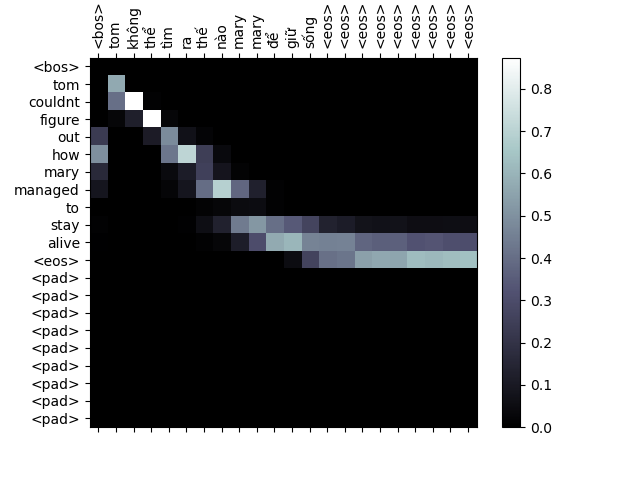 <bos> tom không thể tìm ra thế nào mary mary để giữ sống <eos> <eos> <eos> <eos> <eos> <eos> <eos> <eos> <eos>
<bos>
tom
couldnt
figure
out
how
mary
managed
to
stay
alive
<eos>
<pad>
<pad>
<pad>
<pad>
<pad>
<pad>
<pad>
<pad>
<pad>
0.8
0.7
0.6
0.5
0.4
0.3
0.2
0.1
0.0